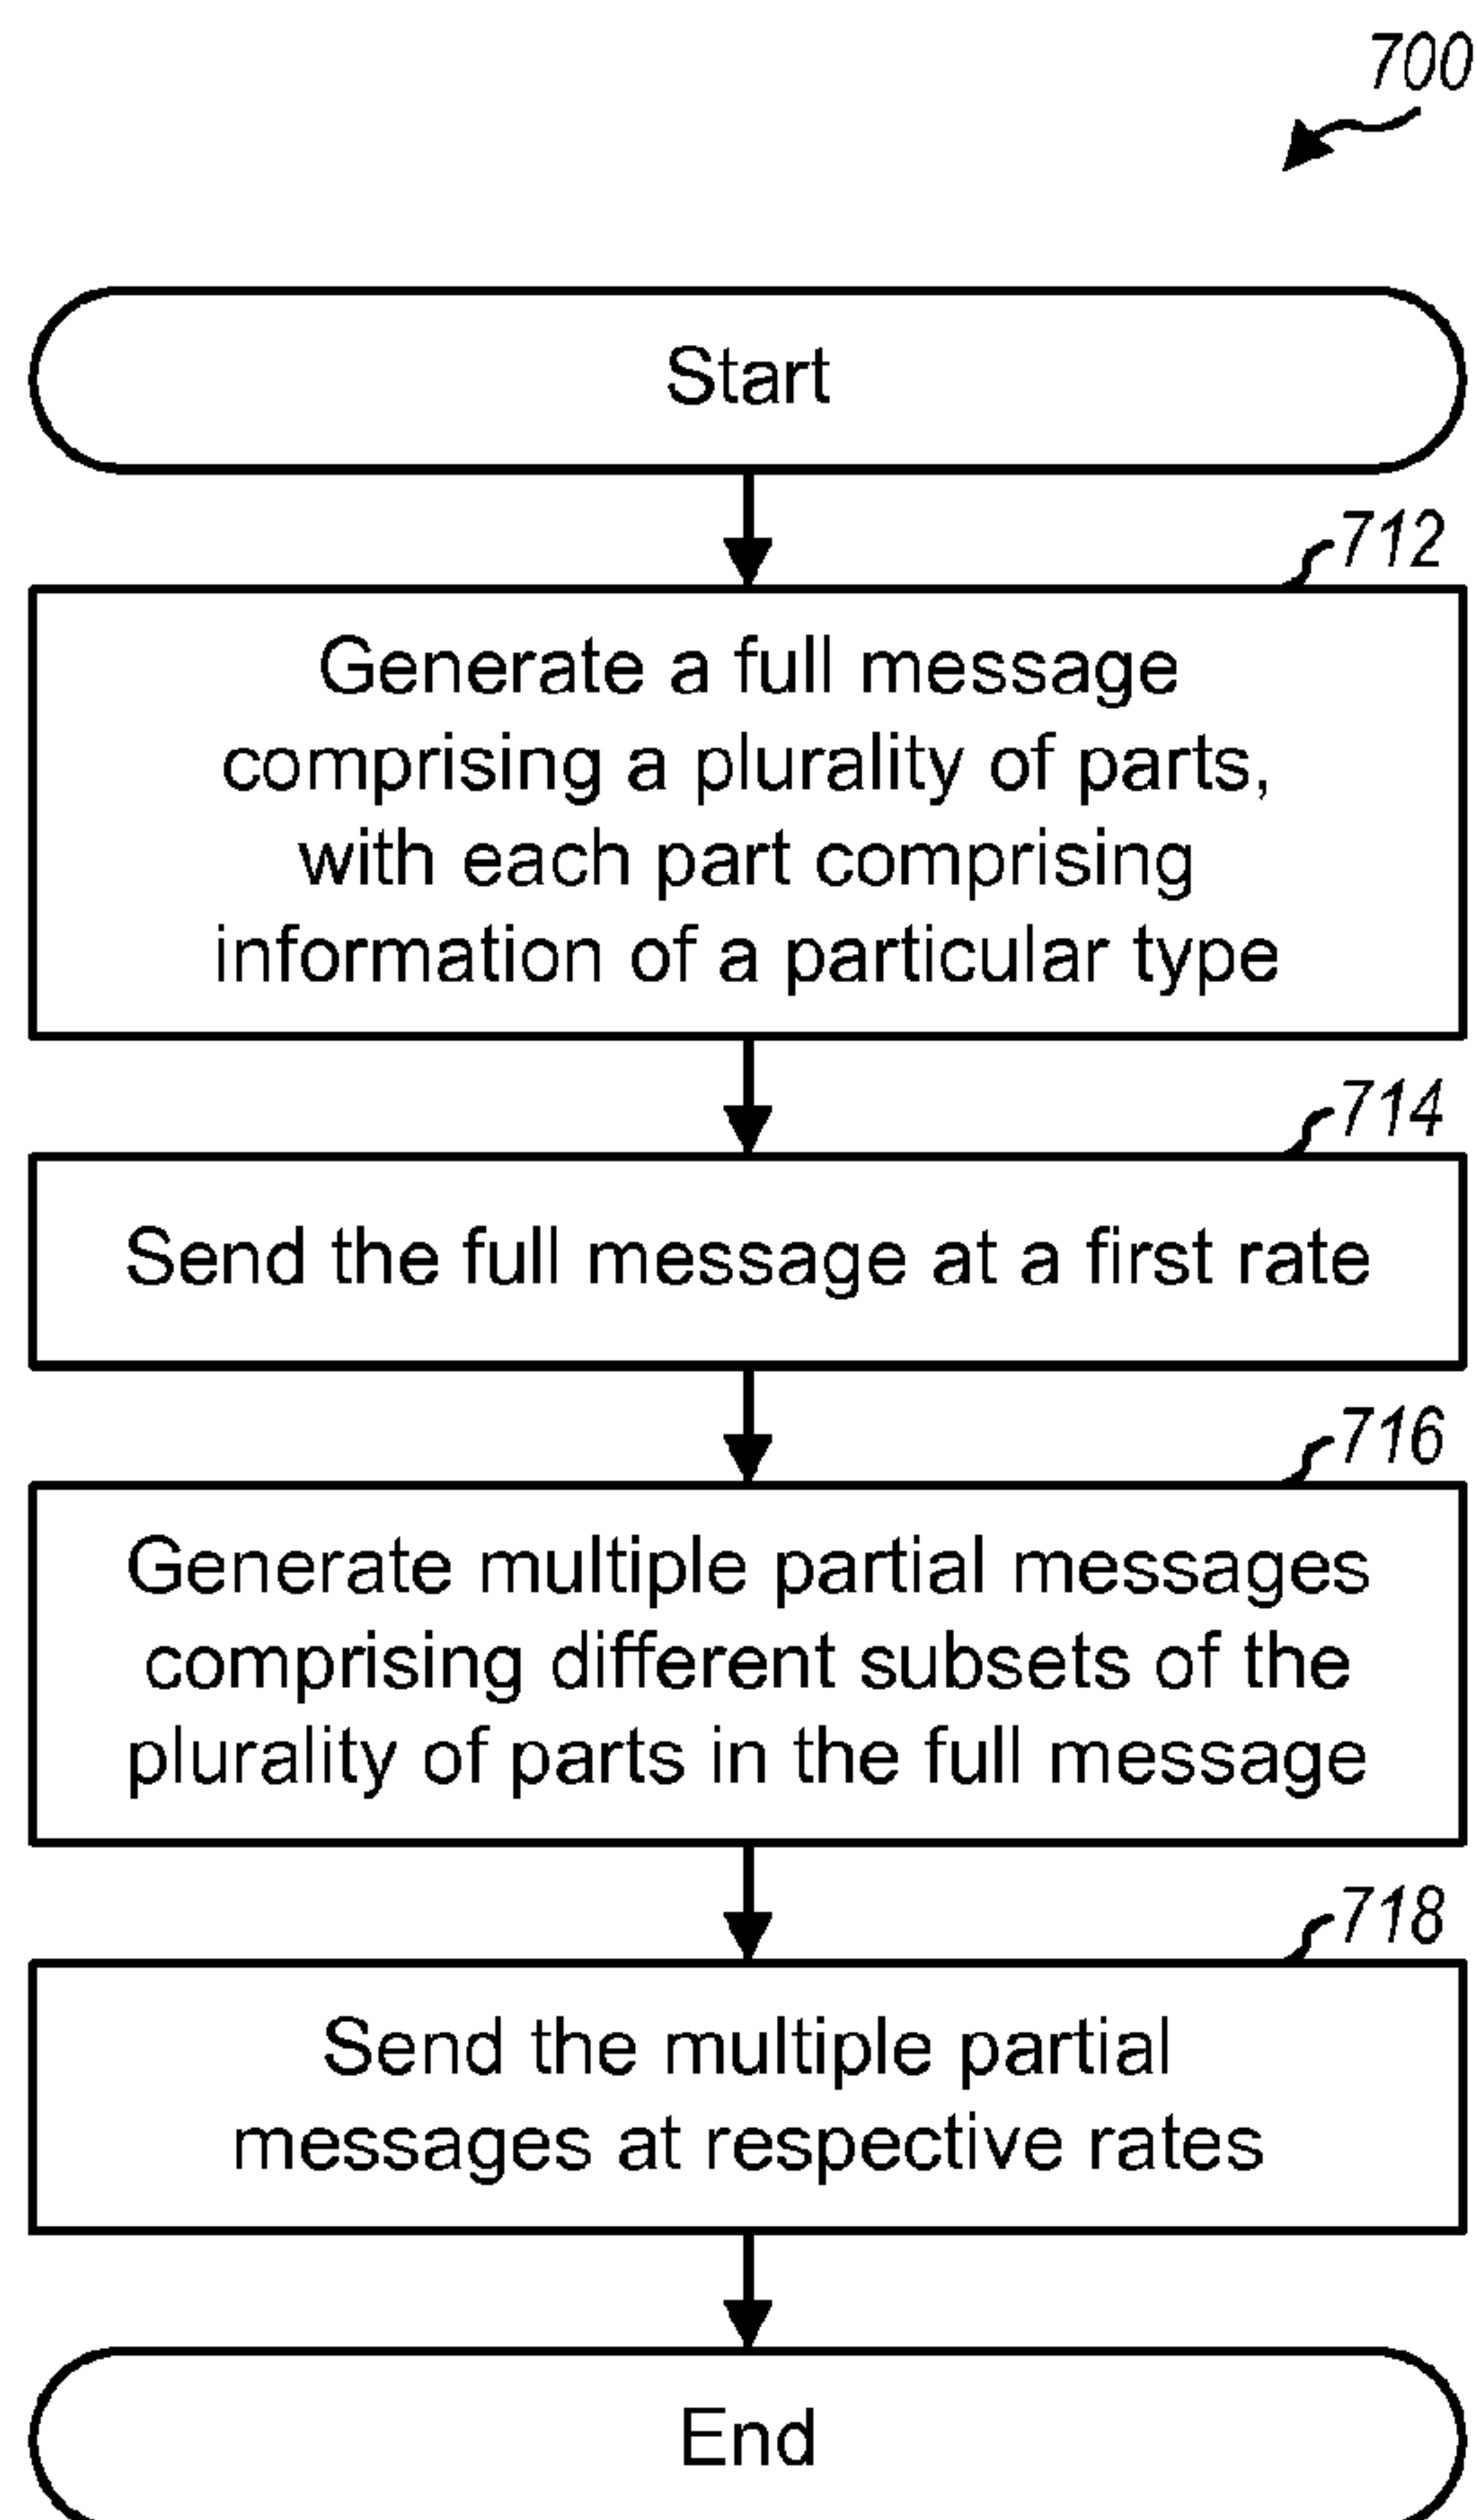 700
Start
712
Generate a full message
comprising a plurality of parts,
with each part comprising
information of a particular type
714
Send the full message at a first rate
716
Generate multiple partial messages
comprising different subsets of the
plurality of parts in the full message
718
Send the multiple partial
messages at respective rates
End